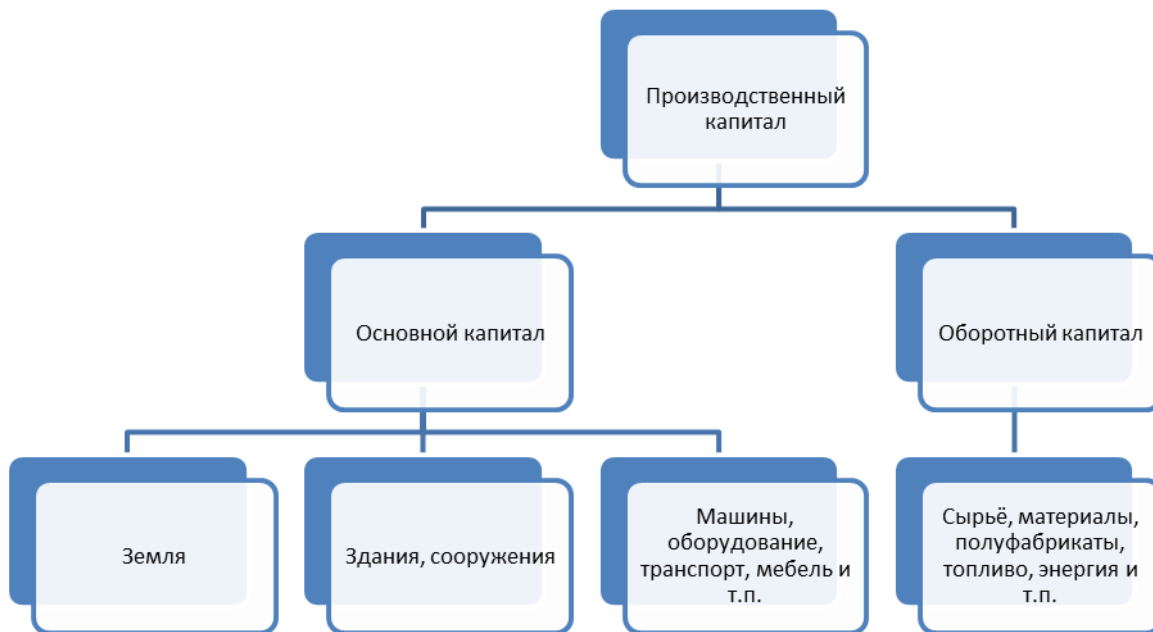 Производственный
капитал
Основной капитал
Оборотный капитал
Земля
Здания, сооружения
Машины,
оборудование,
транспорт, мебель и
т.п.
Сырьё, материалы,
полуфабрикаты,
топливо, энергия и
т.п.